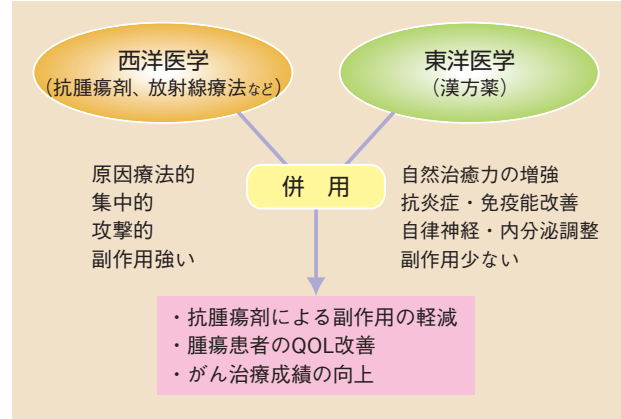 西洋医学
（抗腫瘍剤、放射線療法など）
東洋医学
（漢方薬）
併 用
原因療法的
集中的
攻撃的
副作用強い
自然治癒力の増強
抗炎症・免疫能改善
自律神経・内分泌調整
副作用少ない
・抗腫瘍剤による副作用の軽減
・腫瘍患者のQOL改善
・がん治療成績の向上